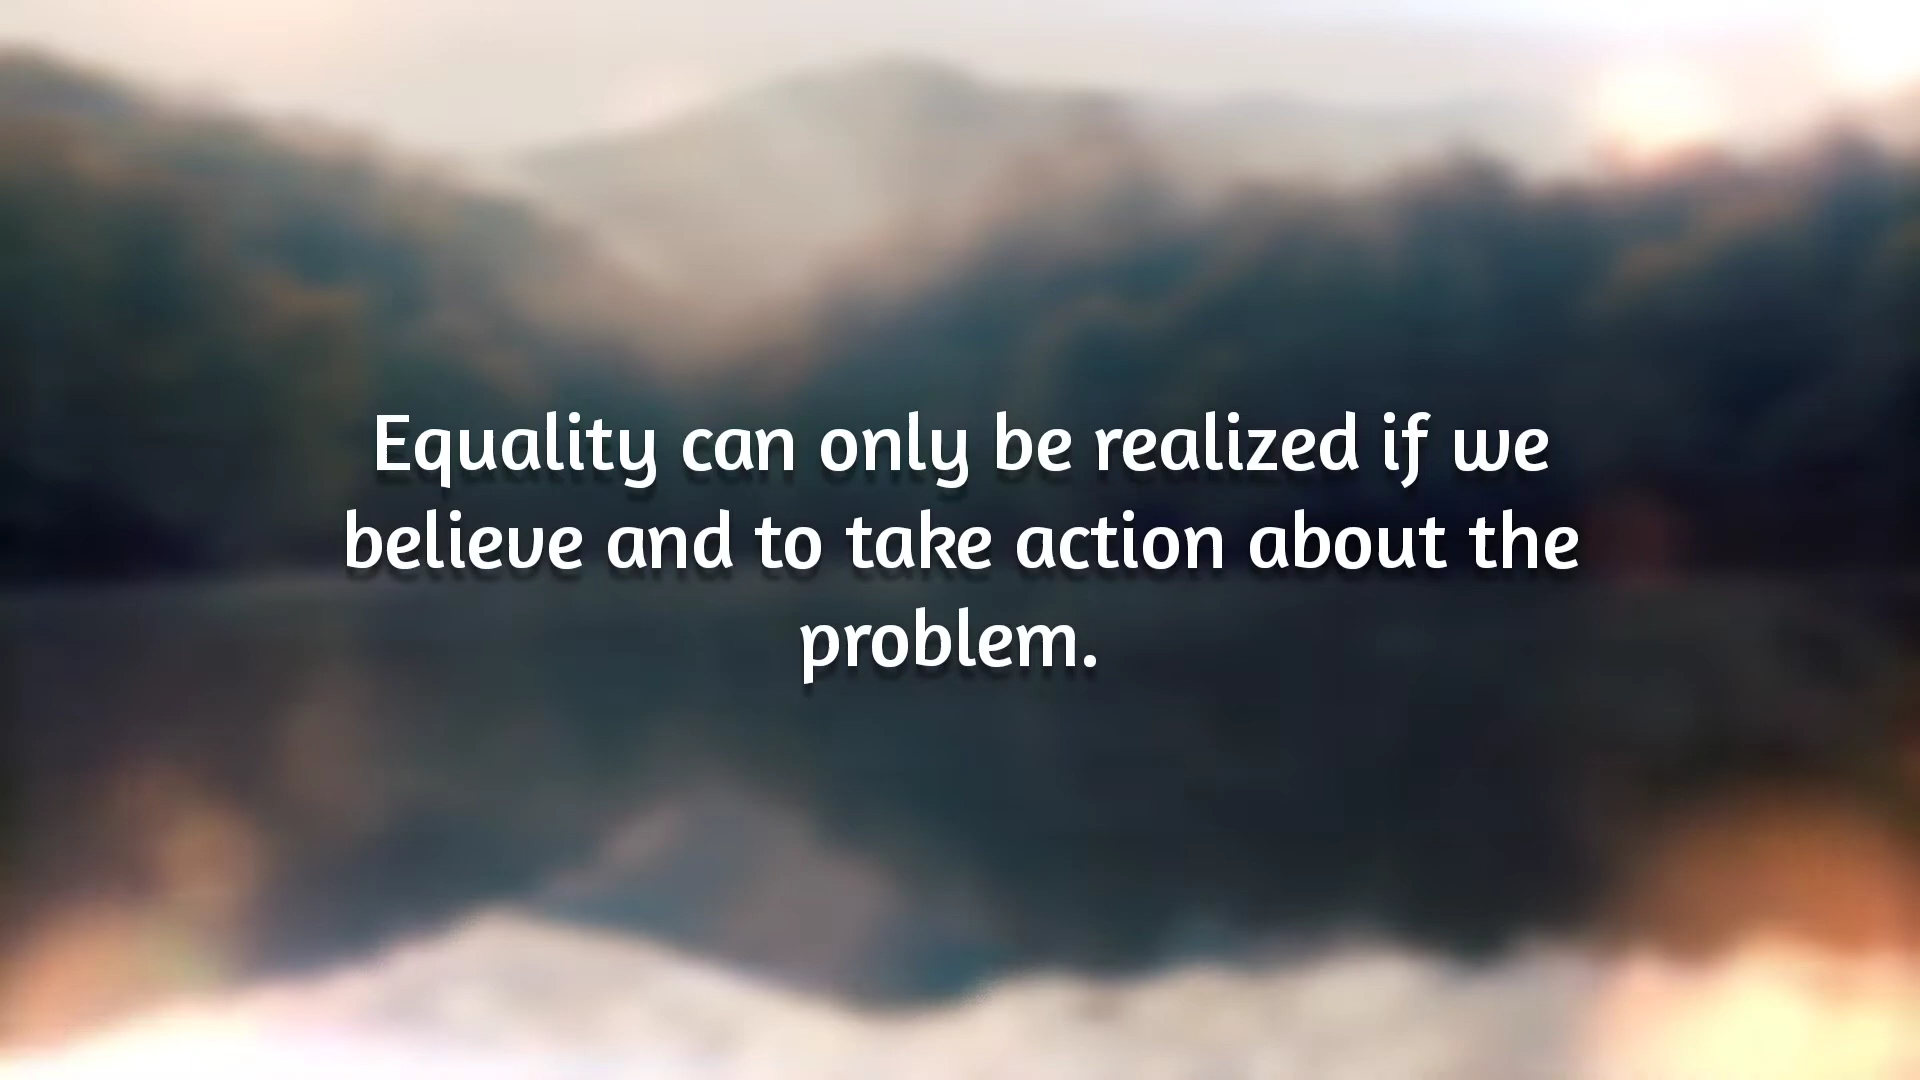 Equality can only be realized if we
believe and to take action about the
problem.